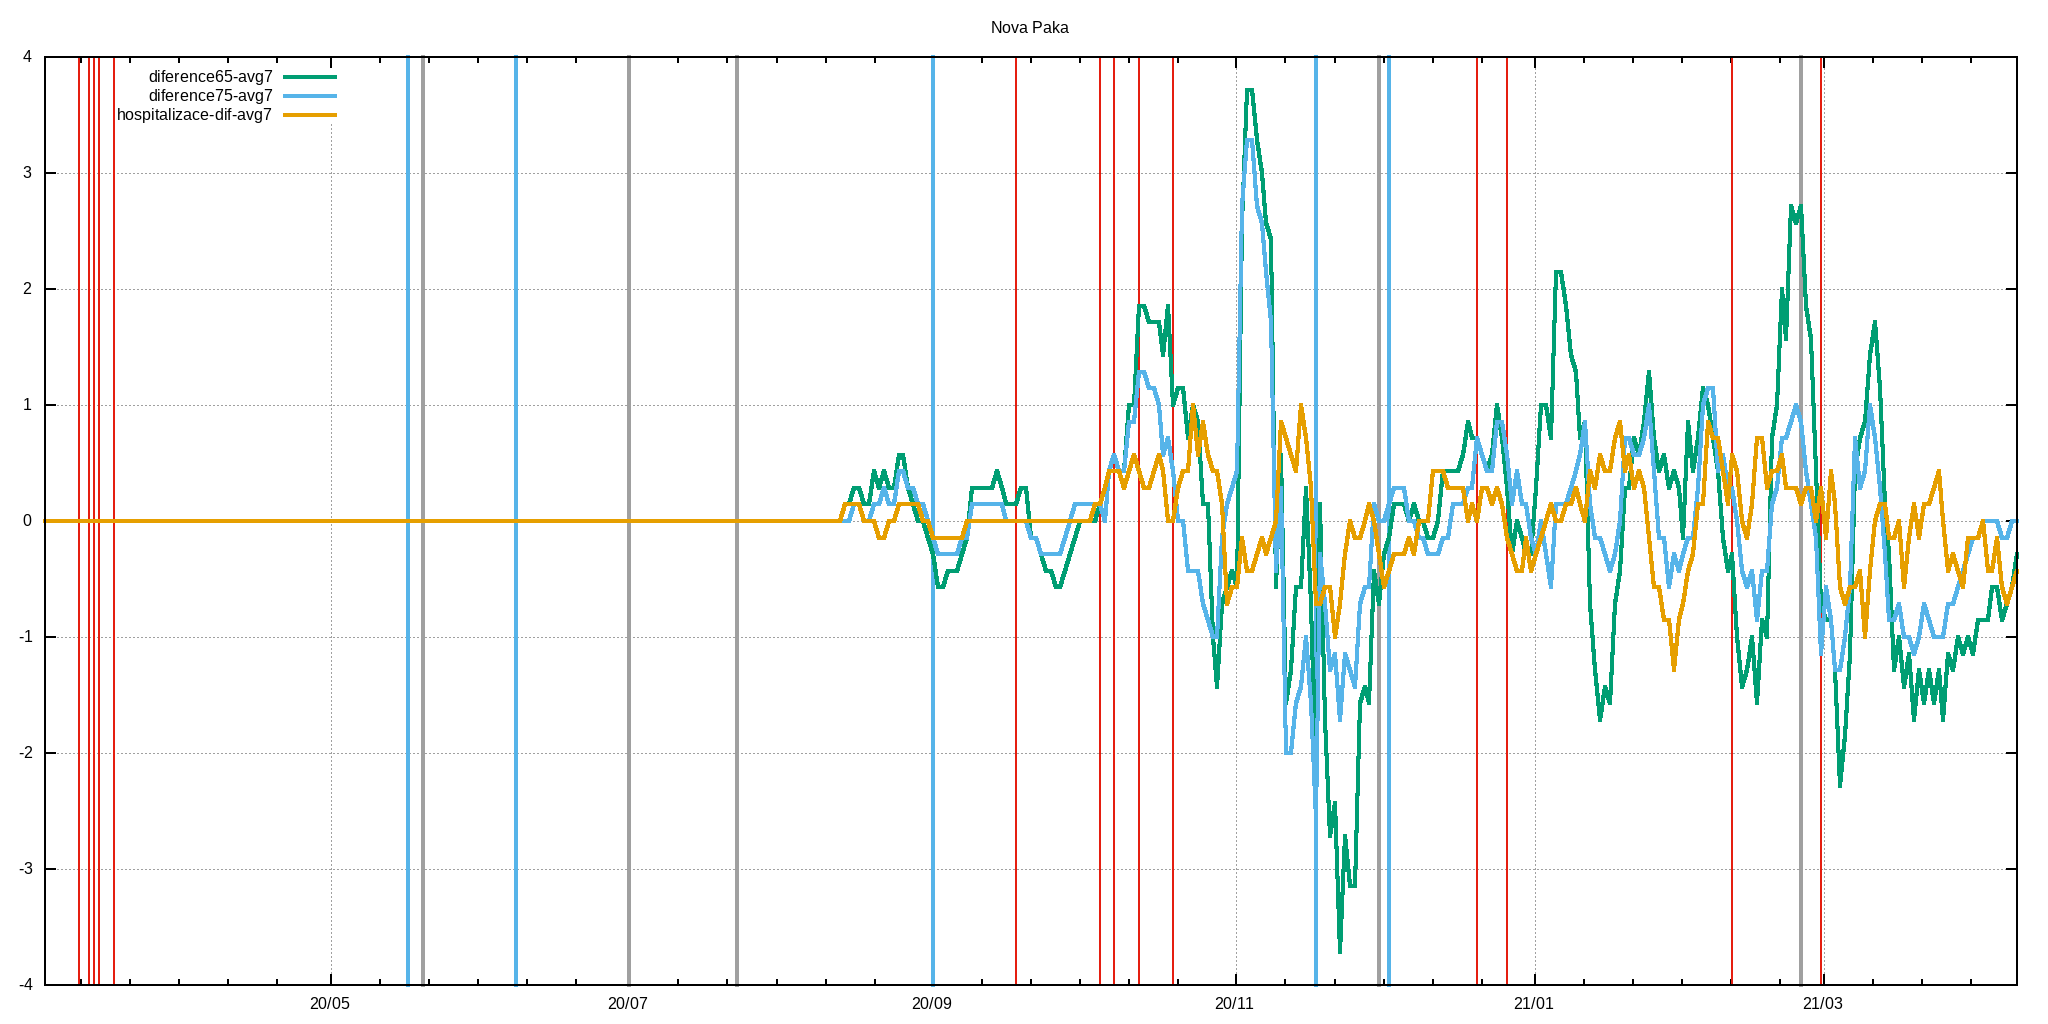 Nova Paka
4
diference65-avg7
diference75-avg7
hospitalizace-dif-avg7
3
2
1
0
-1
-2
-3
-4
20/05 20/07 20/09 20/11 21/01 21/03